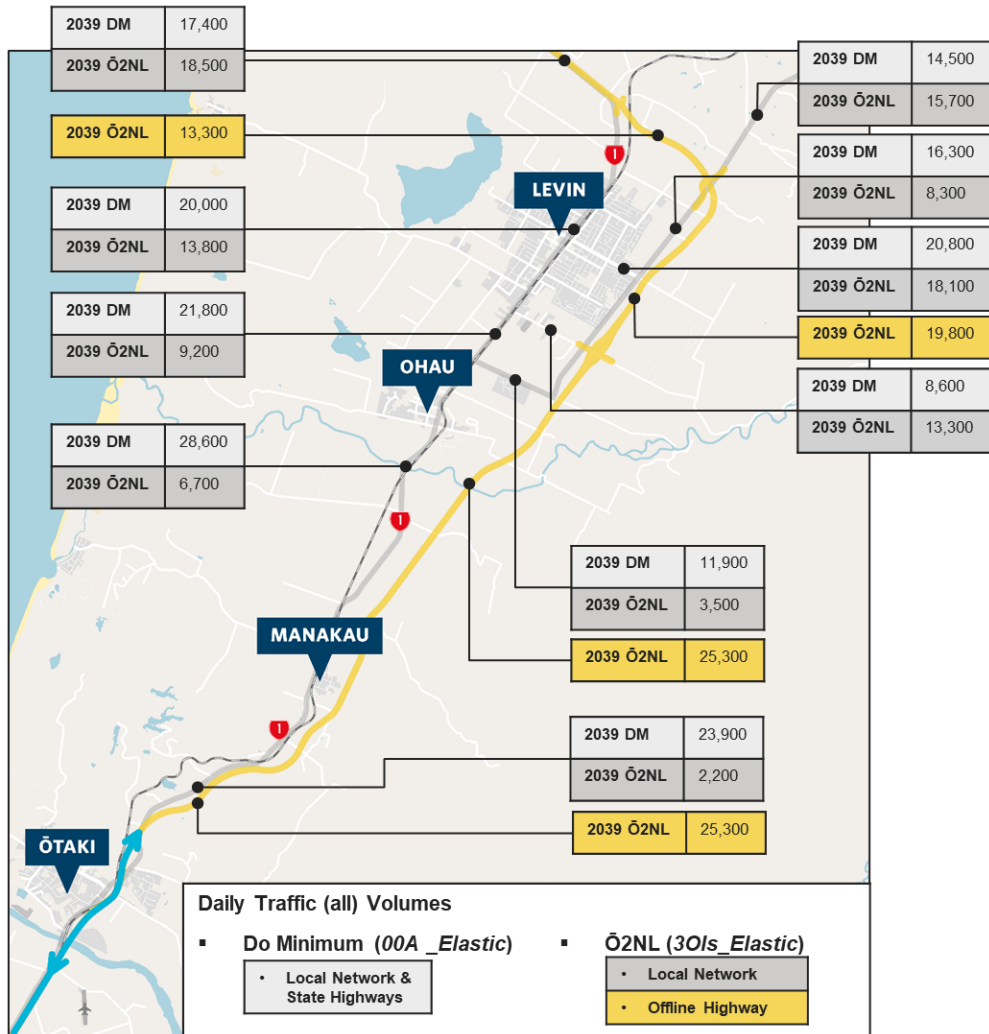 2039 DM 17,400
2039 Ō2NL 18,500
2039 Ō2NL 13,300
2039 DM 20,000
2039 Ō2NL 13,800
2039 DM 21,800
2039 Ō2NL 9,200
2039 DM 28,600
2039 Ō2NL 6,700
2039 DM 14,500
2039 Ō2NL 15,700
2039 DM 16,300
2039 Ō2NL 8,300
2039 DM 20,800
2039 Ō2NL 18,100
2039 Ō2NL 19,800
2039 DM 8,600
2039 Ō2NL 13,300
2039 DM 11,900
2039 Ō2NL 3,500
2039 Ō2NL 25,300
2039 DM 23,900
2039 Ō2NL 2,200
2039 Ō2NL 25,300
1
LEVIN
OHAU
1
MANAKAU
1
ŌTAKI
Daily Traffic (all) Volumes
▪ Do Minimum (00A _Elastic)
• Local Network &
State Highways
▪ Ō2NL (3OIs_Elastic)
• Local Network
• Offline Highway